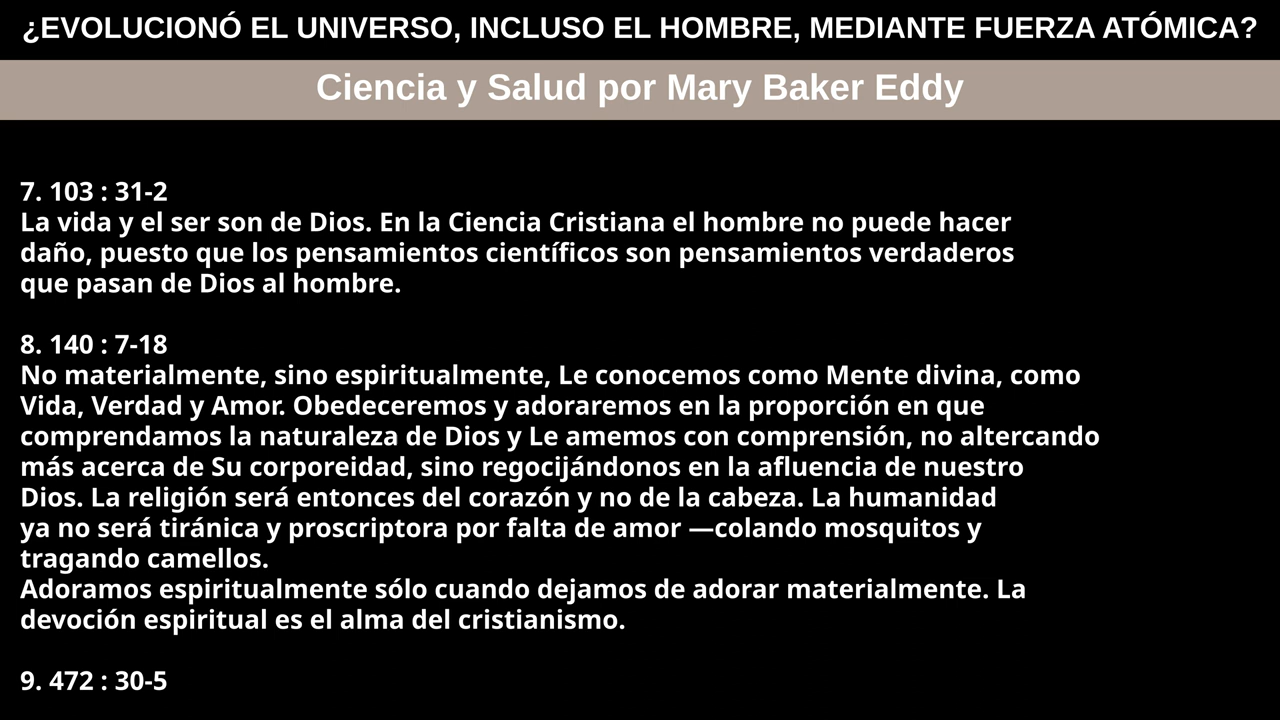 ¿EVOLUCIONÓ EL UNIVERSO, INCLUSO EL HOMBRE, MEDIANTE FUERZA ATÓMICA?
Ciencia y Salud por Mary Baker Eddy
7. 103 : 31-2
La vida y el ser son de Dios. En la Ciencia Cristiana el hombre no puede hacer
daño, puesto que los pensamientos científicos son pensamientos verdaderos
que pasan de Dios al hombre.
8. 140 : 7-18
No materialmente, sino espiritualmente, Le conocemos como Mente divina, como
Vida, Verdad y Amor. Obedeceremos y adoraremos en la proporción en que
comprendamos la naturaleza de Dios y Le amemos con comprensión, no altercando
más acerca de Su corporeidad, sino regocijándonos en la afluencia de nuestro
Dios. La religión será entonces del corazón y no de la cabeza. La humanidad
ya no será tiránica y proscriptora por falta de amor —colando mosquitos y
tragando camellos.
Adoramos espiritualmente sólo cuando dejamos de adorar materialmente. La
devoción espiritual es el alma del cristianismo.
9. 472 : 30-5